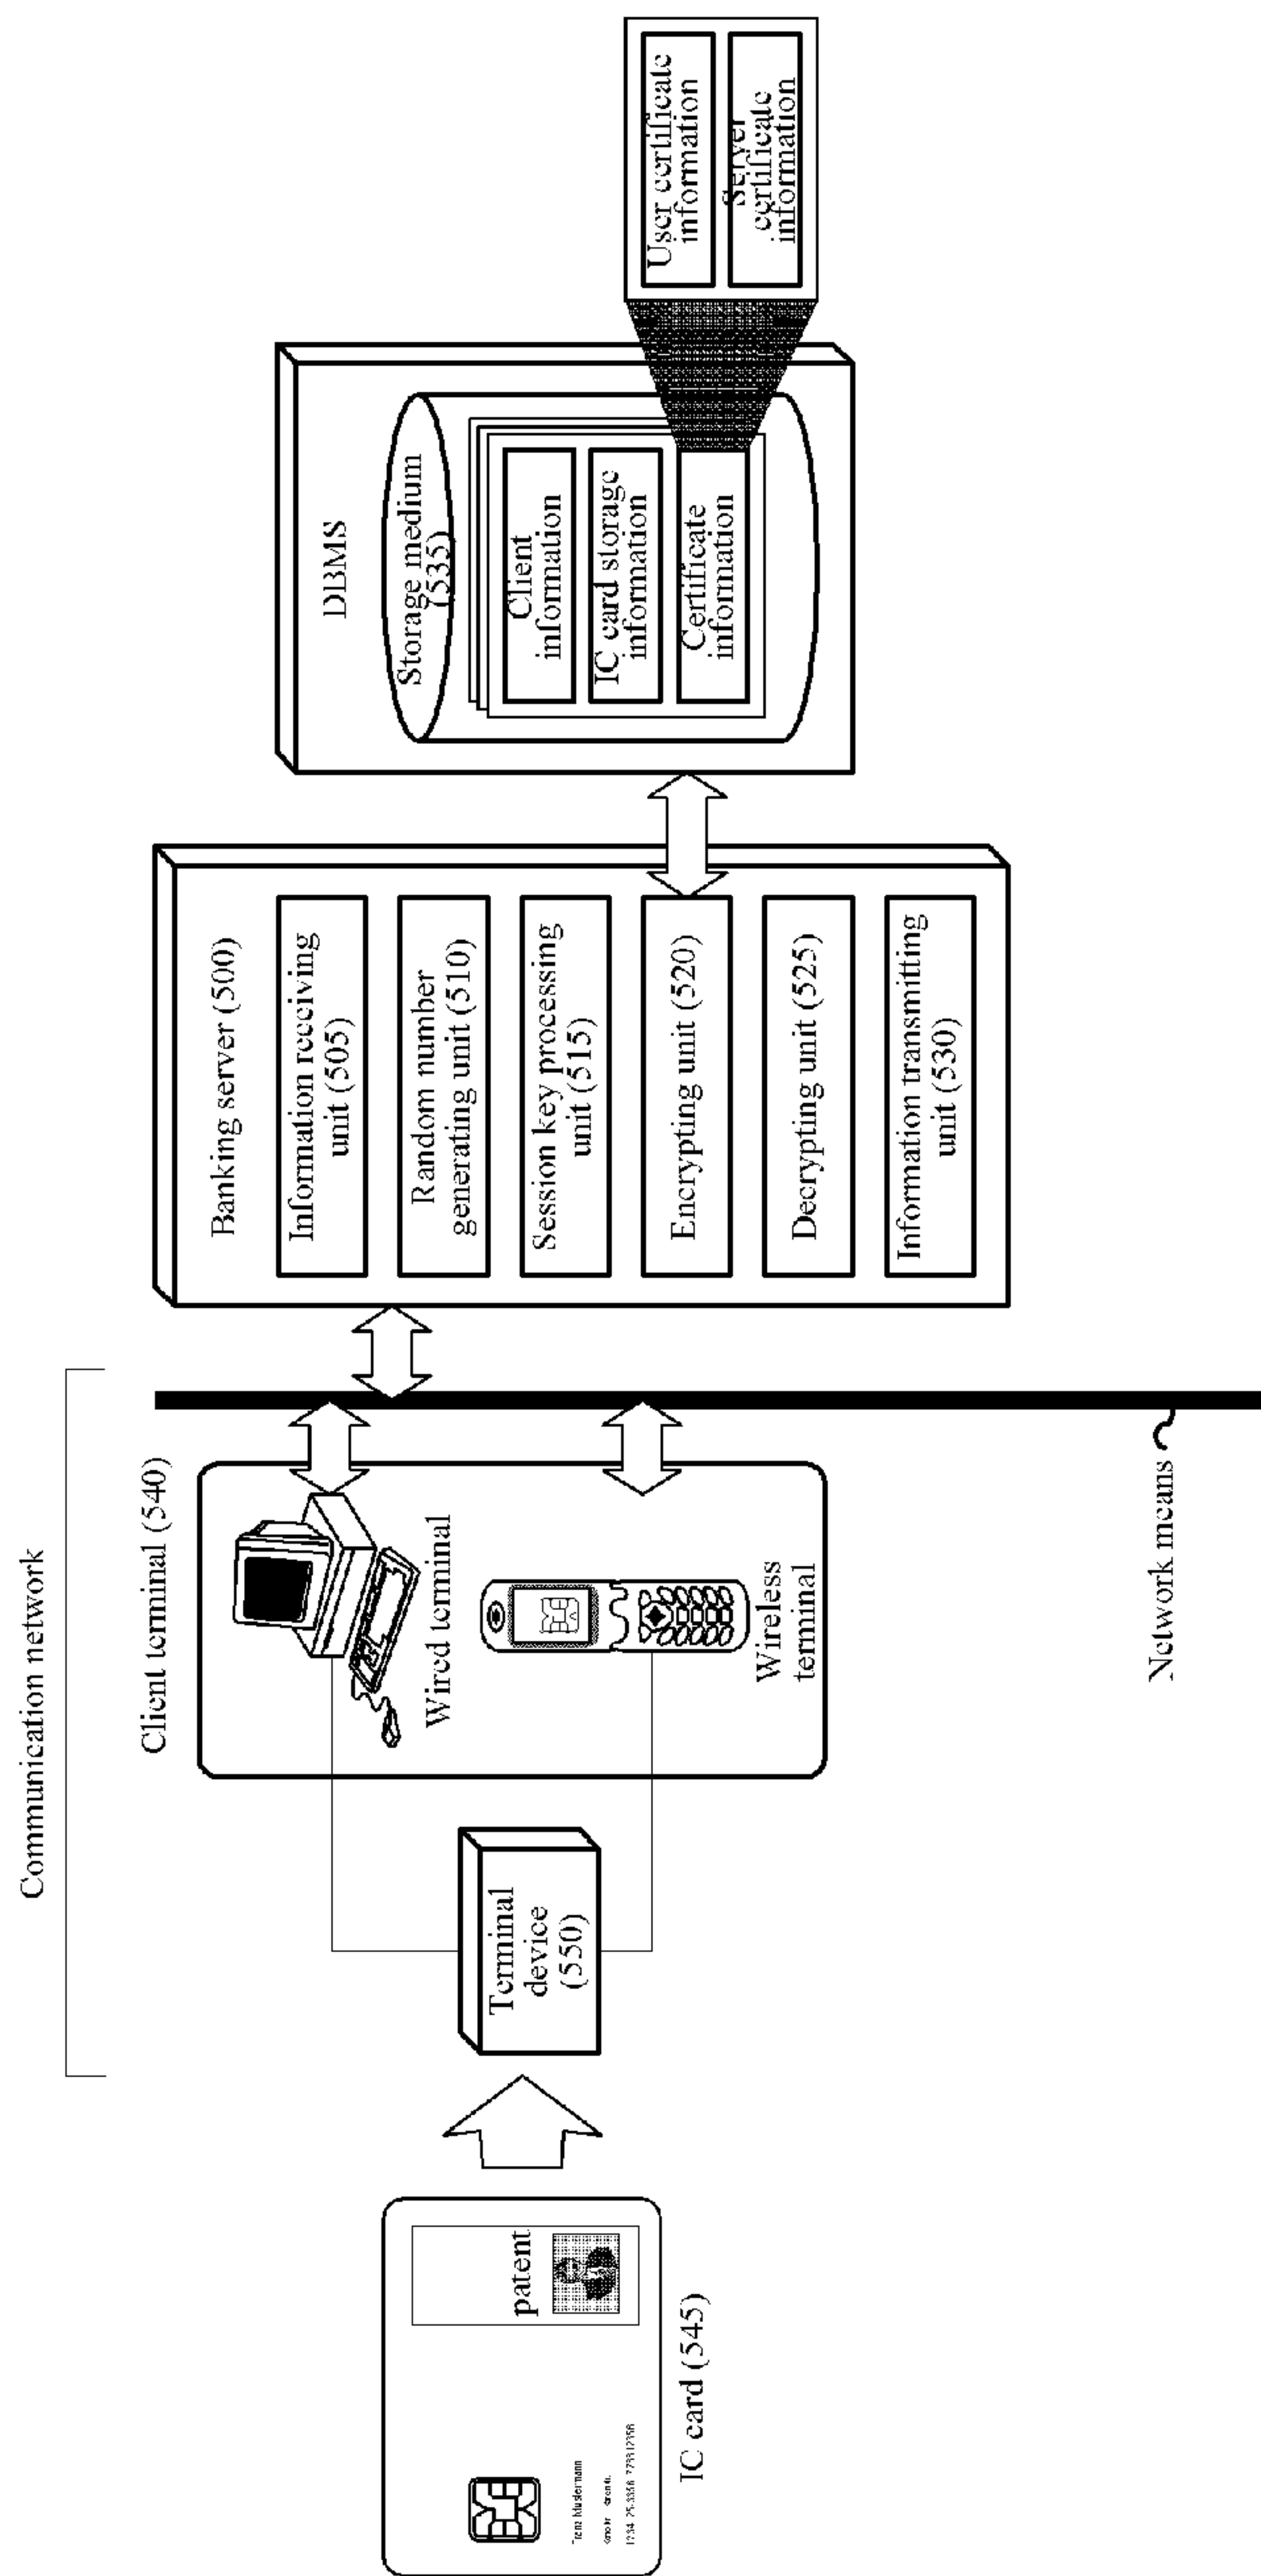 Communication network
Client terminal (540)
Wired terminal
Wireless
terminal
Terminal
device
(550)
patent
IC card (545)
Network means
Banking server (500)
Information receiving
unit (505)
Random number
generating unit (510)
Session key processing
unit (515)
Encrypting unit (520)
Decrypting unit (525)
Information transmitting
unit (530)
DBMS
Storage medium
(535)
Client
information
IC card storage
information
Certificate
information
User certificate
information
Server
certificate
information